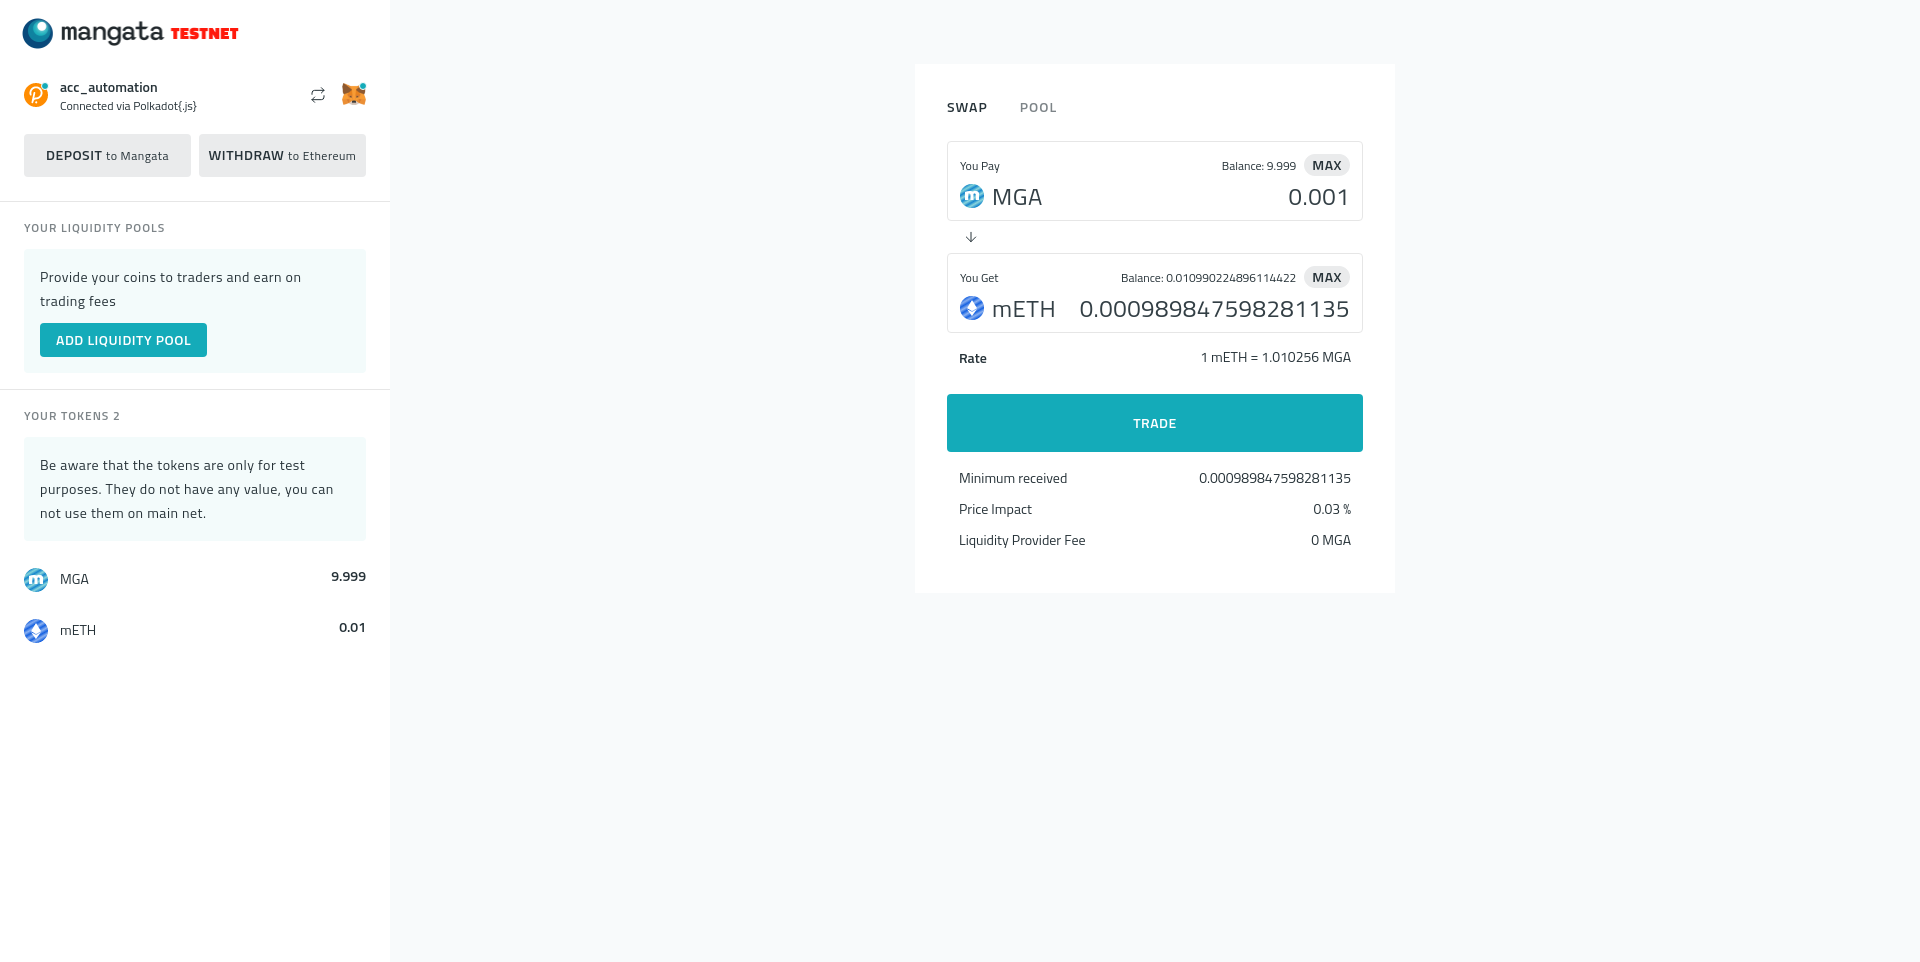 mangata TESTNET
acc_automation
Connected via Polkadot{.js}
DEPOSIT to Mangata
WITHDRAW to Ethereum
YOUR LIQUIDITY POOLS
Provide your coins to traders and earn on
trading fees
ADD LIQUIDITY POOL
YOUR TOKENS 2
Be aware that the tokens are only for test
purposes. They do not have any value, you can
not use them on main net.
MGA 9.999
mETH 0.01
SWAP POOL
You Pay Balance: 9.999 MAX
MGA 0.001
You Get Balance: 0.010990224896114422 MAX
mETH 0.000989847598281135
Rate 1 mETH = 1.010256 MGA
TRADE
Minimum received 0.000989847598281135
Price Impact 0.03 %
Liquidity Provider Fee 0 MGA